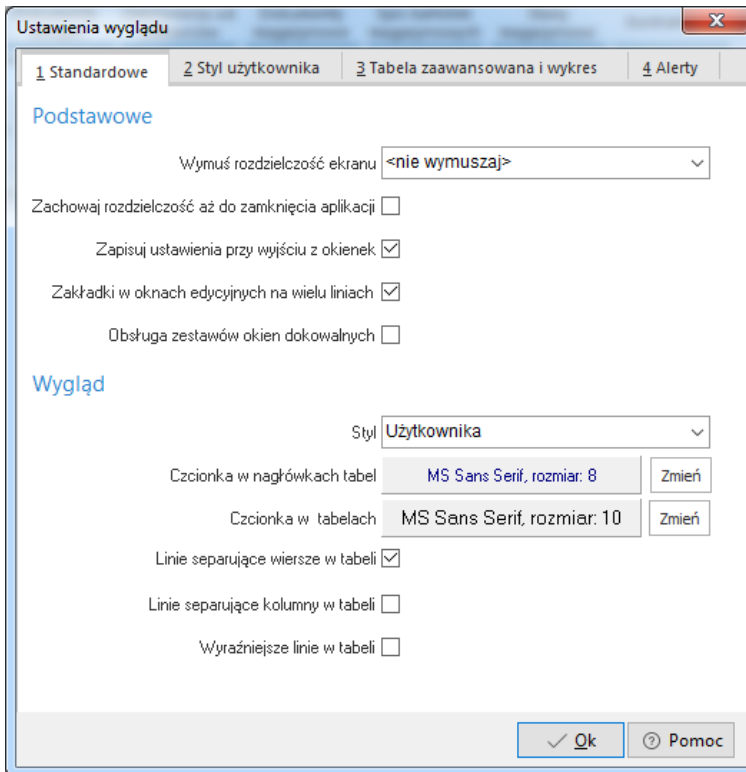 Ustawienia wyglądu
1 Standardowe 2 Styl użytkownika 3 Tabela zaawansowana i wykres 4 Alerty
Podstawowe
Wymuś rozdzielczość ekranu <nie wymuszaj>
Zachowaj rozdzielczość aż do zamknięcia aplikacji
Zapisuj ustawienia przy wyjściu z okienek
Zakładki w oknach edycyjnych na wielu liniach
Obsługa zestawów okien dokowalnych
Wygląd
Styl Użytkownika
Czcionka w nagłówkach tabel MS Sans Serif, rozmiar: 8 Zmień
Czcionka w tabelach MS Sans Serif, rozmiar: 10 Zmień
Linie separujące wiersze w tabeli
Linie separujące kolumny w tabeli
Wyraźniejsze linie w tabeli
Ok Pomoc